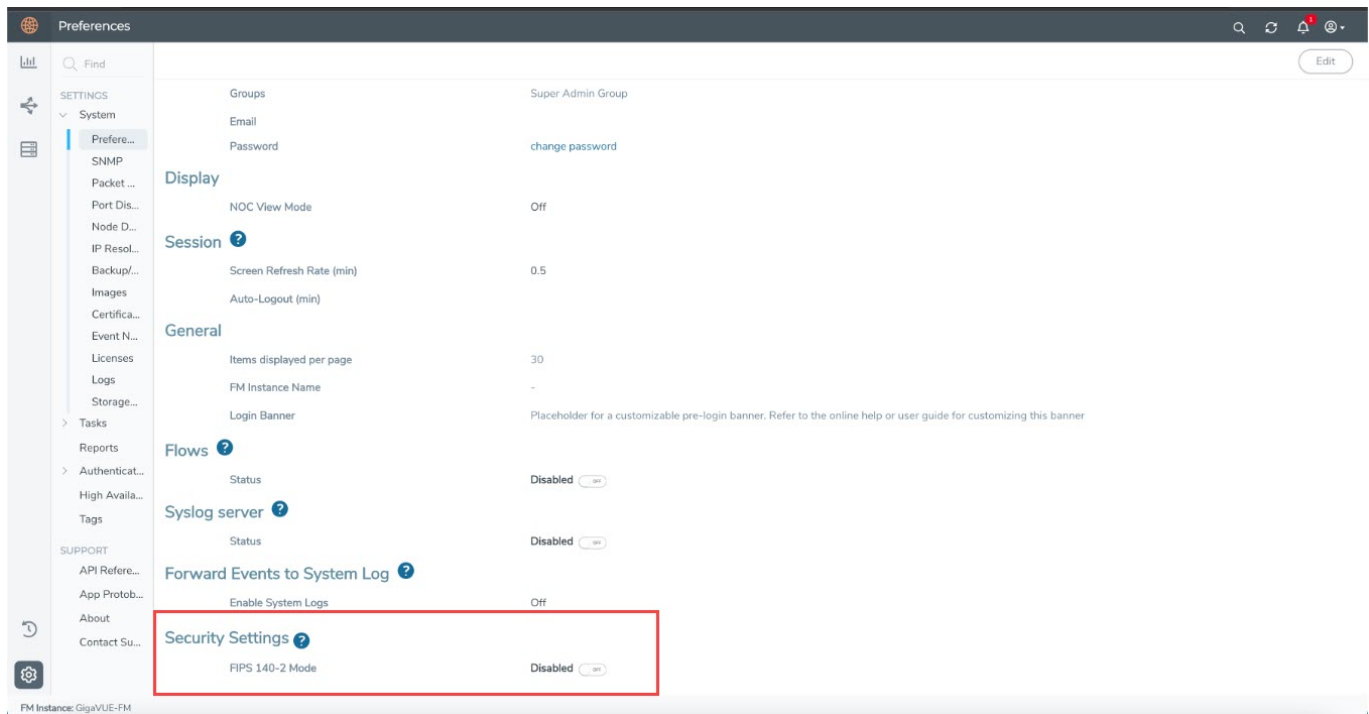 Preferences
1
Find
Edit
SETTINGS
System
Prefere...
SNMP
Packet ...
Port Dis...
Node D...
IP Resol...
Backup/...
Images
Certifica...
Event N...
Licenses
Logs
Storage...
Tasks
Reports
Authenticat...
High Availa...
Tags
SUPPORT
API Refere...
App Protob...
About
Contact Su...
Groups Super Admin Group
Email
Password change password
Display
NOC View Mode Off
Session ?
Screen Refresh Rate (min) 0.5
Auto-Logout (min)
General
Items displayed per page 30
FM Instance Name -
Login Banner Placeholder for a customizable pre-login banner. Refer to the online help or user guide for customizing this banner
Flows ?
Status Disabled OFF
Syslog server ?
Status Disabled OFF
Forward Events to System Log ?
Enable System Logs Off
Security Settings ?
FIPS 140-2 Mode Disabled OFF
FM Instance: GigaVUE-FM